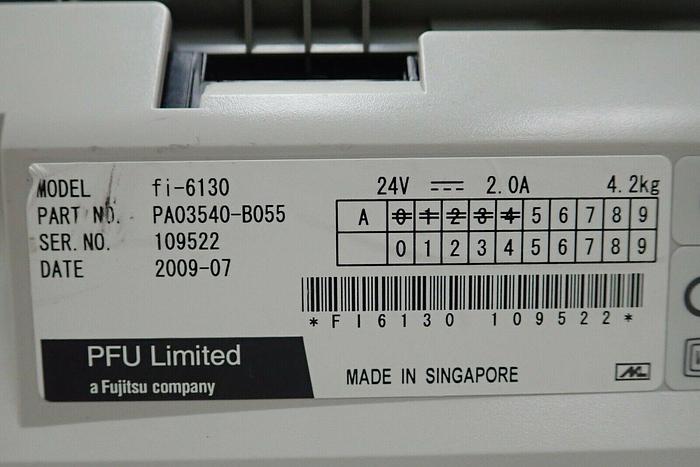 MODEL fi-6130 24V ⎓ 2.0A 4.2kg
PART NO. PA03540-B055
SER. NO. 109522
DATE 2009-07
A 0 1 2 3 4 5 6 7 8 9
0 1 2 3 4 5 6 7 8 9
*FI6130 109522*
PFU Limited
a Fujitsu company
MADE IN SINGAPORE